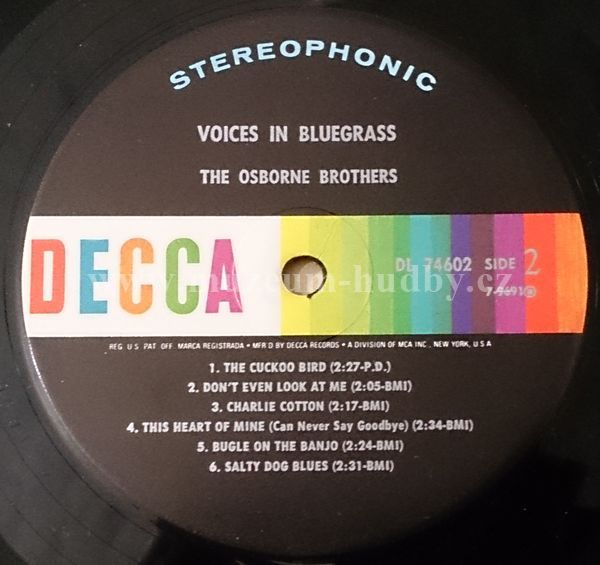 STEREOPHONIC
VOICES IN BLUEGRASS
THE OSBORNE BROTHERS
DECCA
DL 74602 SIDE 2
www.muzeum-hudby.cz
7-9691
REG. U.S. PAT. OFF. MARCA REGISTRADA • MFR'D BY DECCA RECORDS • A DIVISION OF MCA INC., NEW YORK, U.S.A
1. THE CUCKOO BIRD (2:27-P.D.)
2. DON'T EVEN LOOK AT ME (2:05-BMI)
3. CHARLIE COTTON (2:17-BMI)
4. THIS HEART OF MINE (Can Never Say Goodbye) (2:34-BMI)
5. BUGLE ON THE BANJO (2:24-BMI)
6. SALTY DOG BLUES (2:31-BMI)